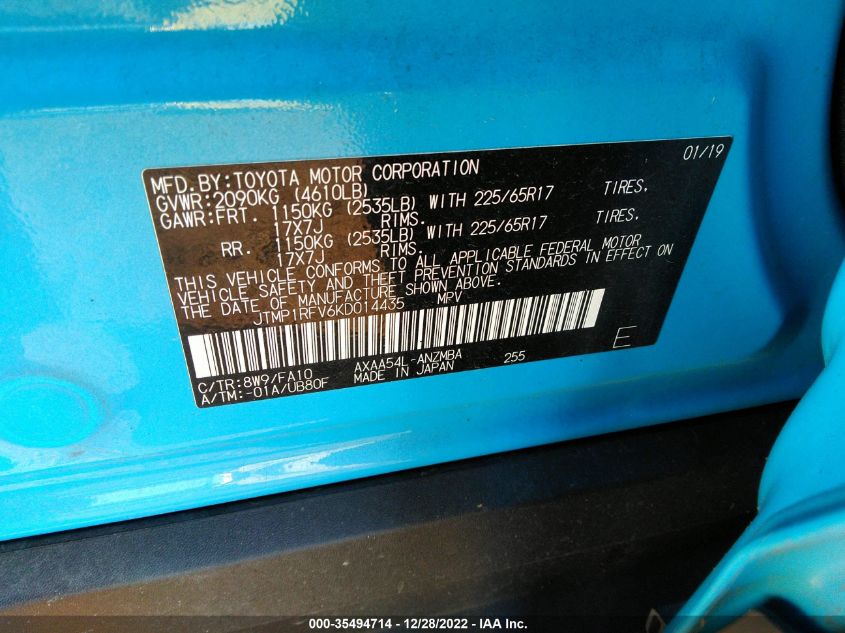 01/19
MFD.BY:TOYOTA MOTOR CORPORATION
GVWR:2090KG (4610LB)
GAWR:FRT. 1150KG (2535LB) WITH 225/65R17 TIRES,
17X7J RIMS.
RR. 1150KG (2535LB) WITH 225/65R17 TIRES,
17X7J RIMS.
THIS VEHICLE CONFORMS TO ALL APPLICABLE FEDERAL MOTOR
VEHICLE SAFETY AND THEFT PREVENTION STANDARDS IN EFFECT ON
THE DATE OF MANUFACTURE SHOWN ABOVE.
JTMP1RFV6KD014435 MPV
C/TR:8W9/FA10 AXAA54L-ANZMBA 255 E
A/TM:-01A/UB80F MADE IN JAPAN
000-35494714 - 12/28/2022 - IAA Inc.